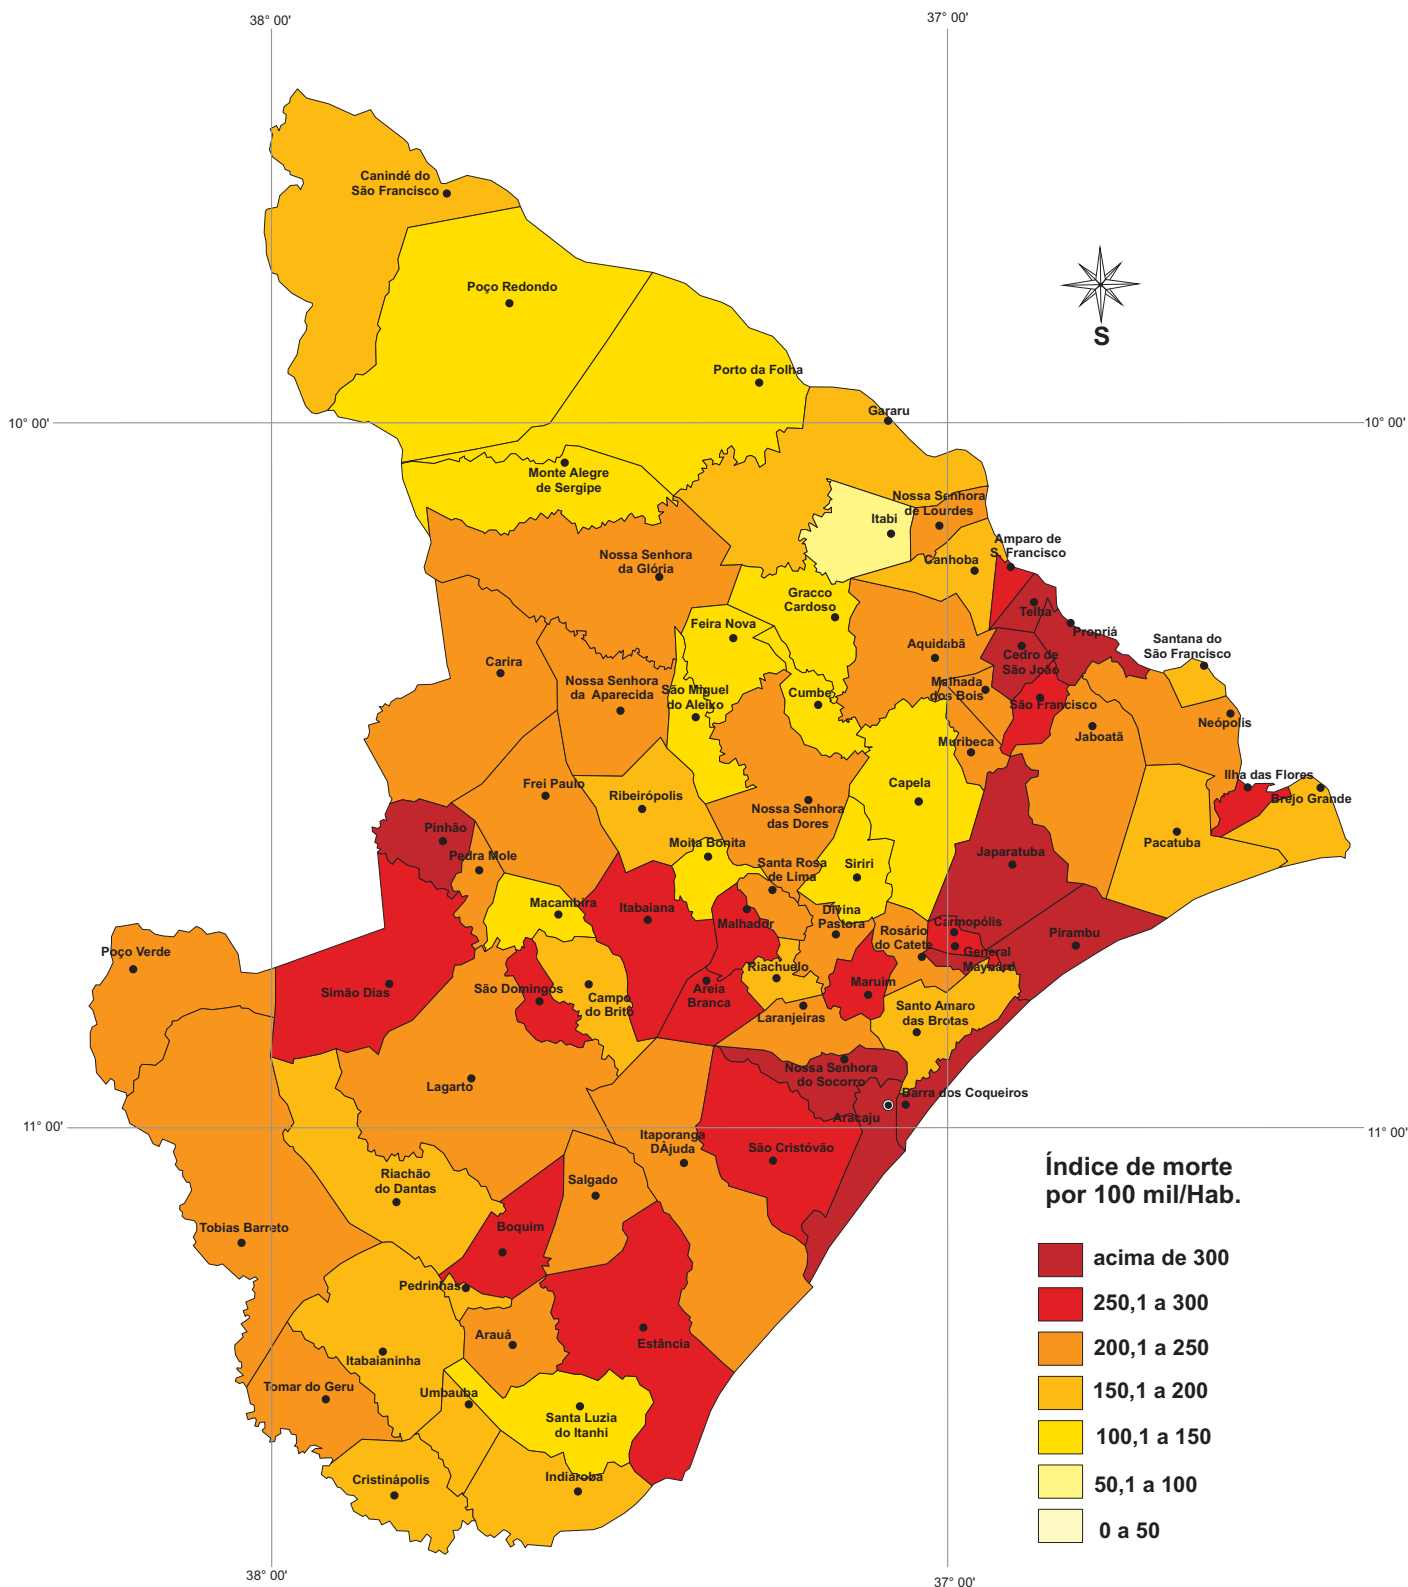 38° 00'
37° 00'
Canindé do
São Francisco
Poço Redondo
S
Porto da Folha
Gararu
10° 00'
10° 00'
Monte Alegre
de Sergipe
Nossa Senhora
de Lourdes
Itabi
Amparo de
S. Francisco
Nossa Senhora
da Glória
Canhoba
Gracco
Cardoso
Telha
Feira Nova
Propriá
Santana do
São Francisco
Aquidabã
Cedro de
São João
Carira
Nossa Senhora
da Aparecida
São Miguel
do Aleixo
Cumbe
Malhada
dos Bois
São Francisco
Neópolis
Jaboatã
Muribeca
Frei Paulo
Ribeirópolis
Capela
Ilha das Flores
Brejo Grande
Nossa Senhora
das Dores
Pinhão
Pedra Mole
Moita Bonita
Santa Rosa
de Lima
Siriri
Japaratuba
Pacatuba
Macambira
Itabaiana
Malhador
Divina
Pastora
Rosário
do Catete
Carmopólis
General
Maynard
Pirambu
Poço Verde
Simão Dias
São Domingos
Campo
do Brito
Areia
Branca
Riachuelo
Maruim
Laranjeiras
Santo Amaro
das Brotas
Lagarto
Nossa Senhora
do Socorro
Barra dos Coqueiros
Aracaju
11° 00'
11° 00'
Itaporanga
DÀjuda
São Cristóvão
Riachão
do Dantas
Salgado
Tobias Barreto
Boquim
Pedrinhas
Arauá
Estância
Itabaianinha
Tomar do Geru
Umbauba
Santa Luzia
do Itanhi
Cristinápolis
Indiaroba
Índice de morte
por 100 mil/Hab.
acima de 300
250,1 a 300
200,1 a 250
150,1 a 200
100,1 a 150
50,1 a 100
0 a 50
38° 00'
37° 00'